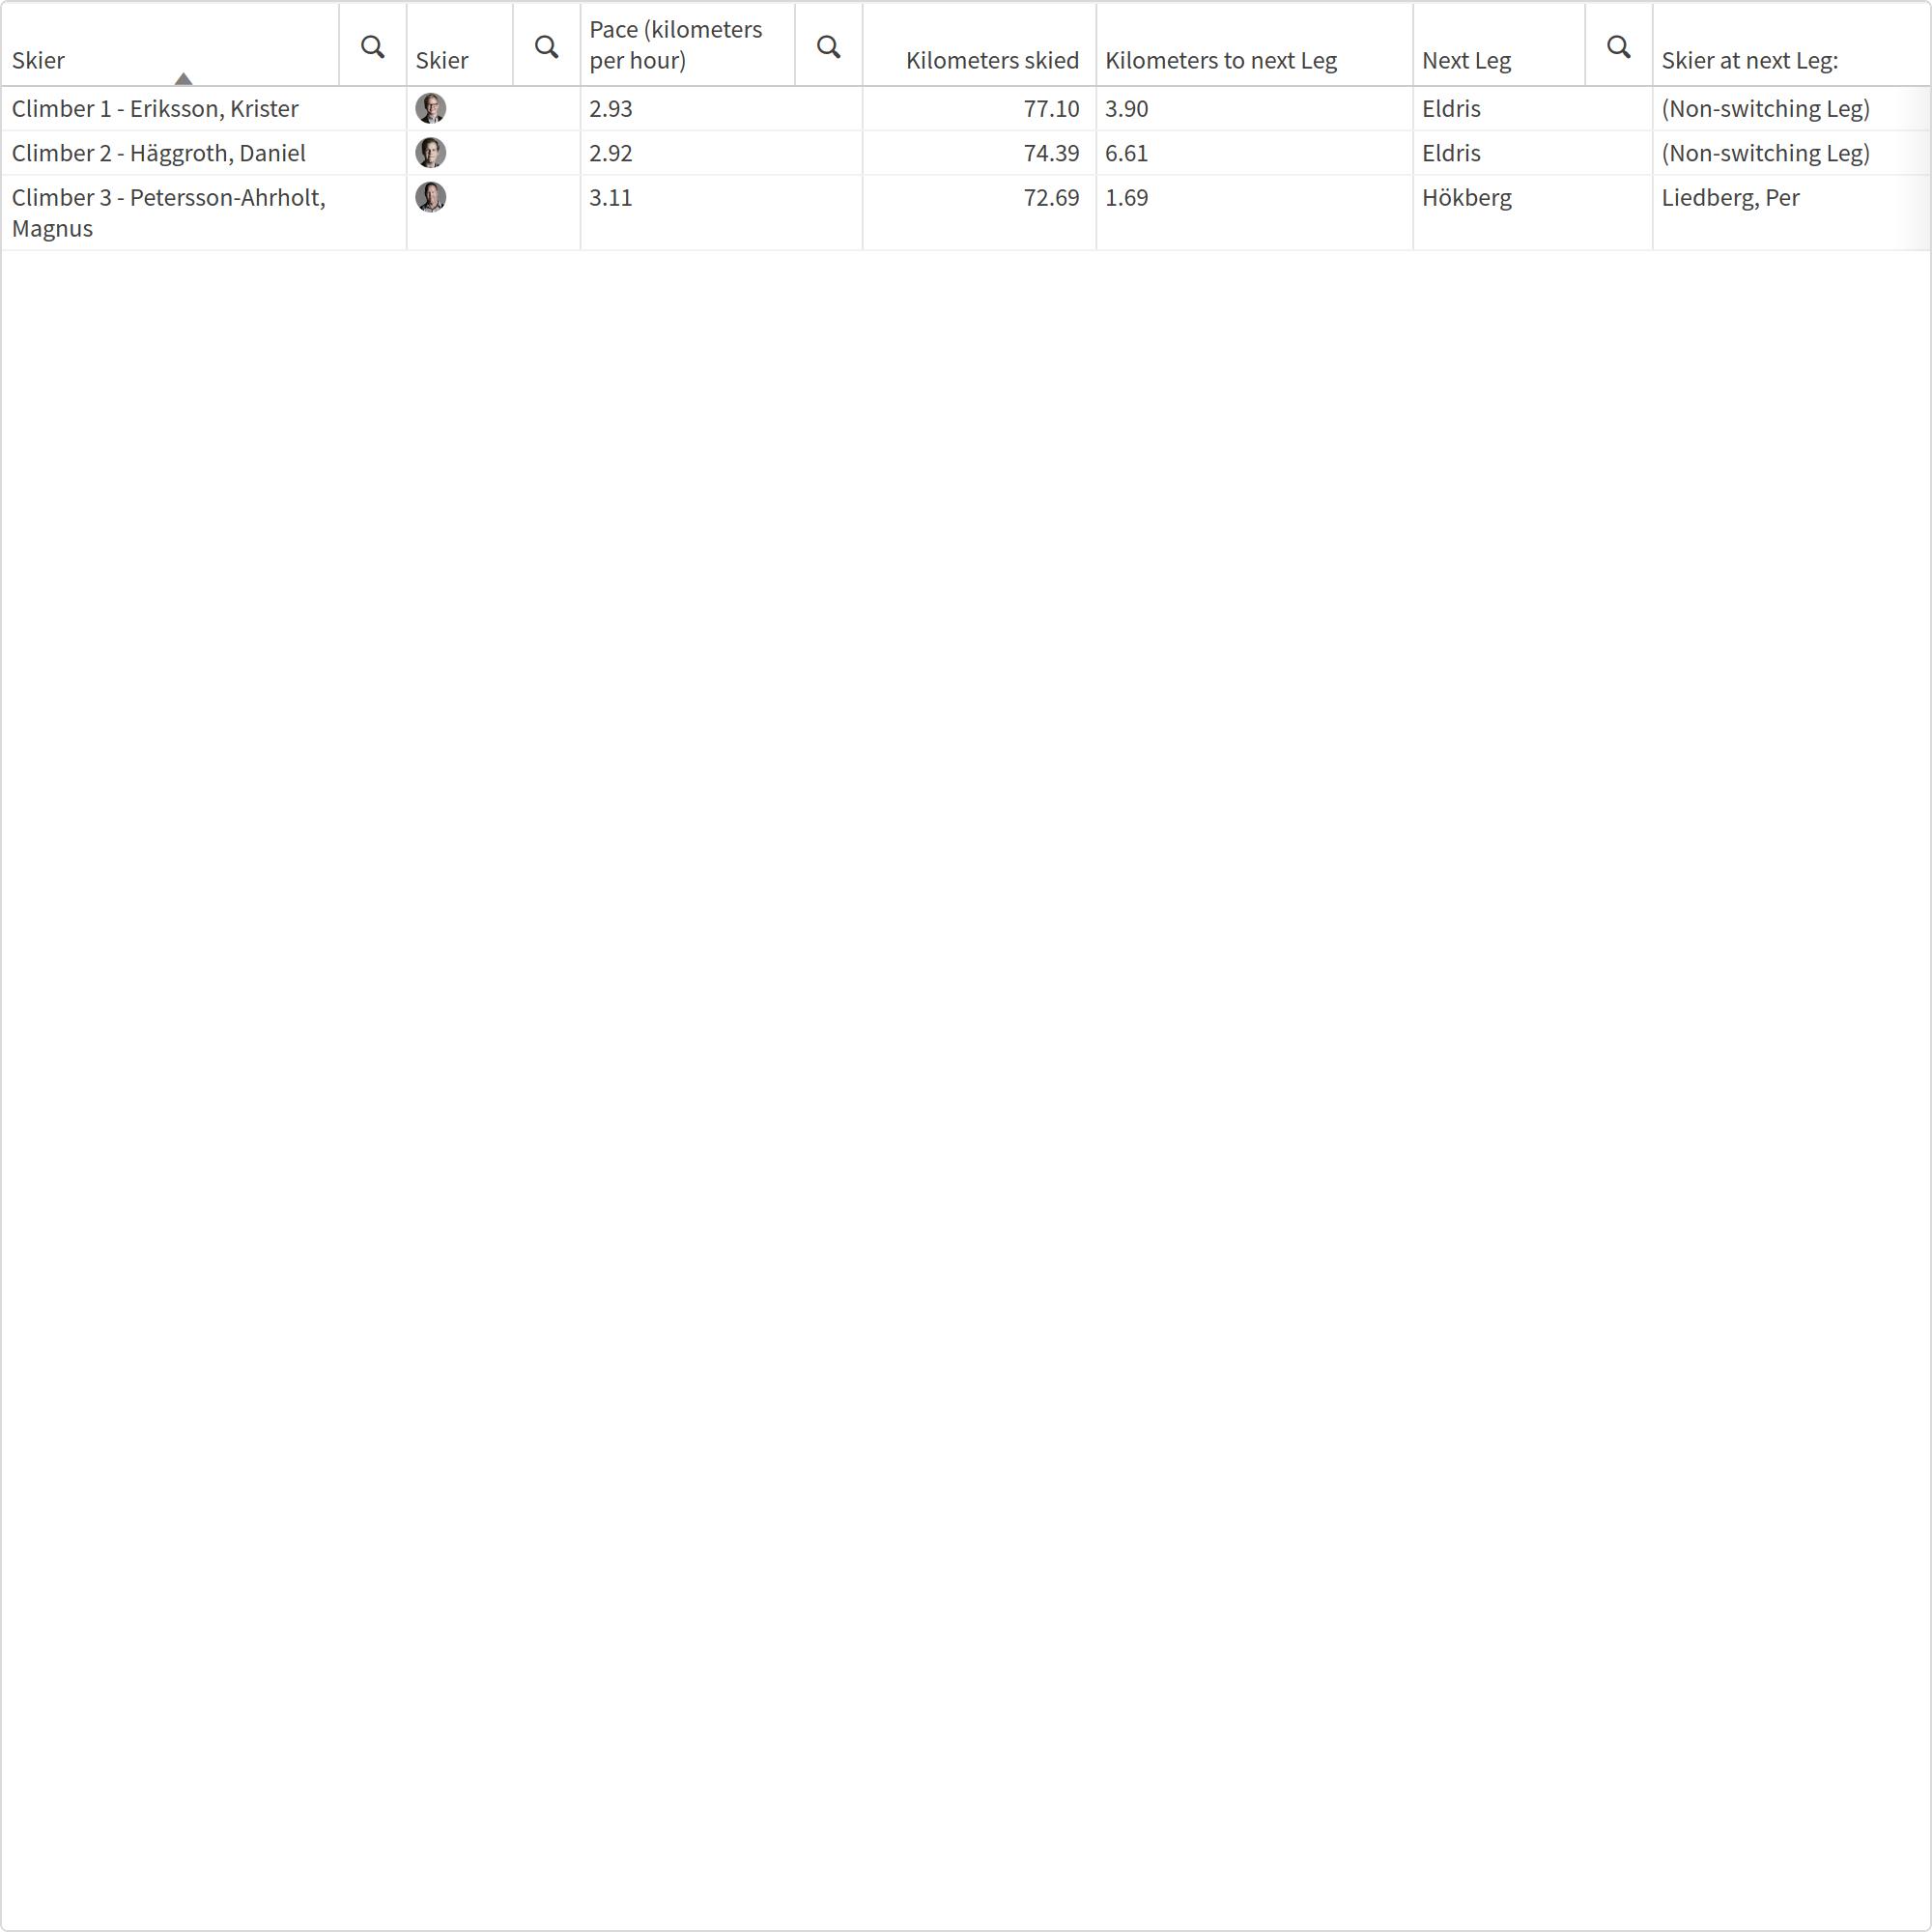 Skier
Skier
Pace (kilometers
per hour)
Kilometers skied
Kilometers to next Leg
Next Leg
Skier at next Leg:
Climber 1 - Eriksson, Krister
2.93
77.10
3.90
Eldris
(Non-switching Leg)
Climber 2 - Häggroth, Daniel
2.92
74.39
6.61
Eldris
(Non-switching Leg)
Climber 3 - Petersson-Ahrholt,
Magnus
3.11
72.69
1.69
Hökberg
Liedberg, Per